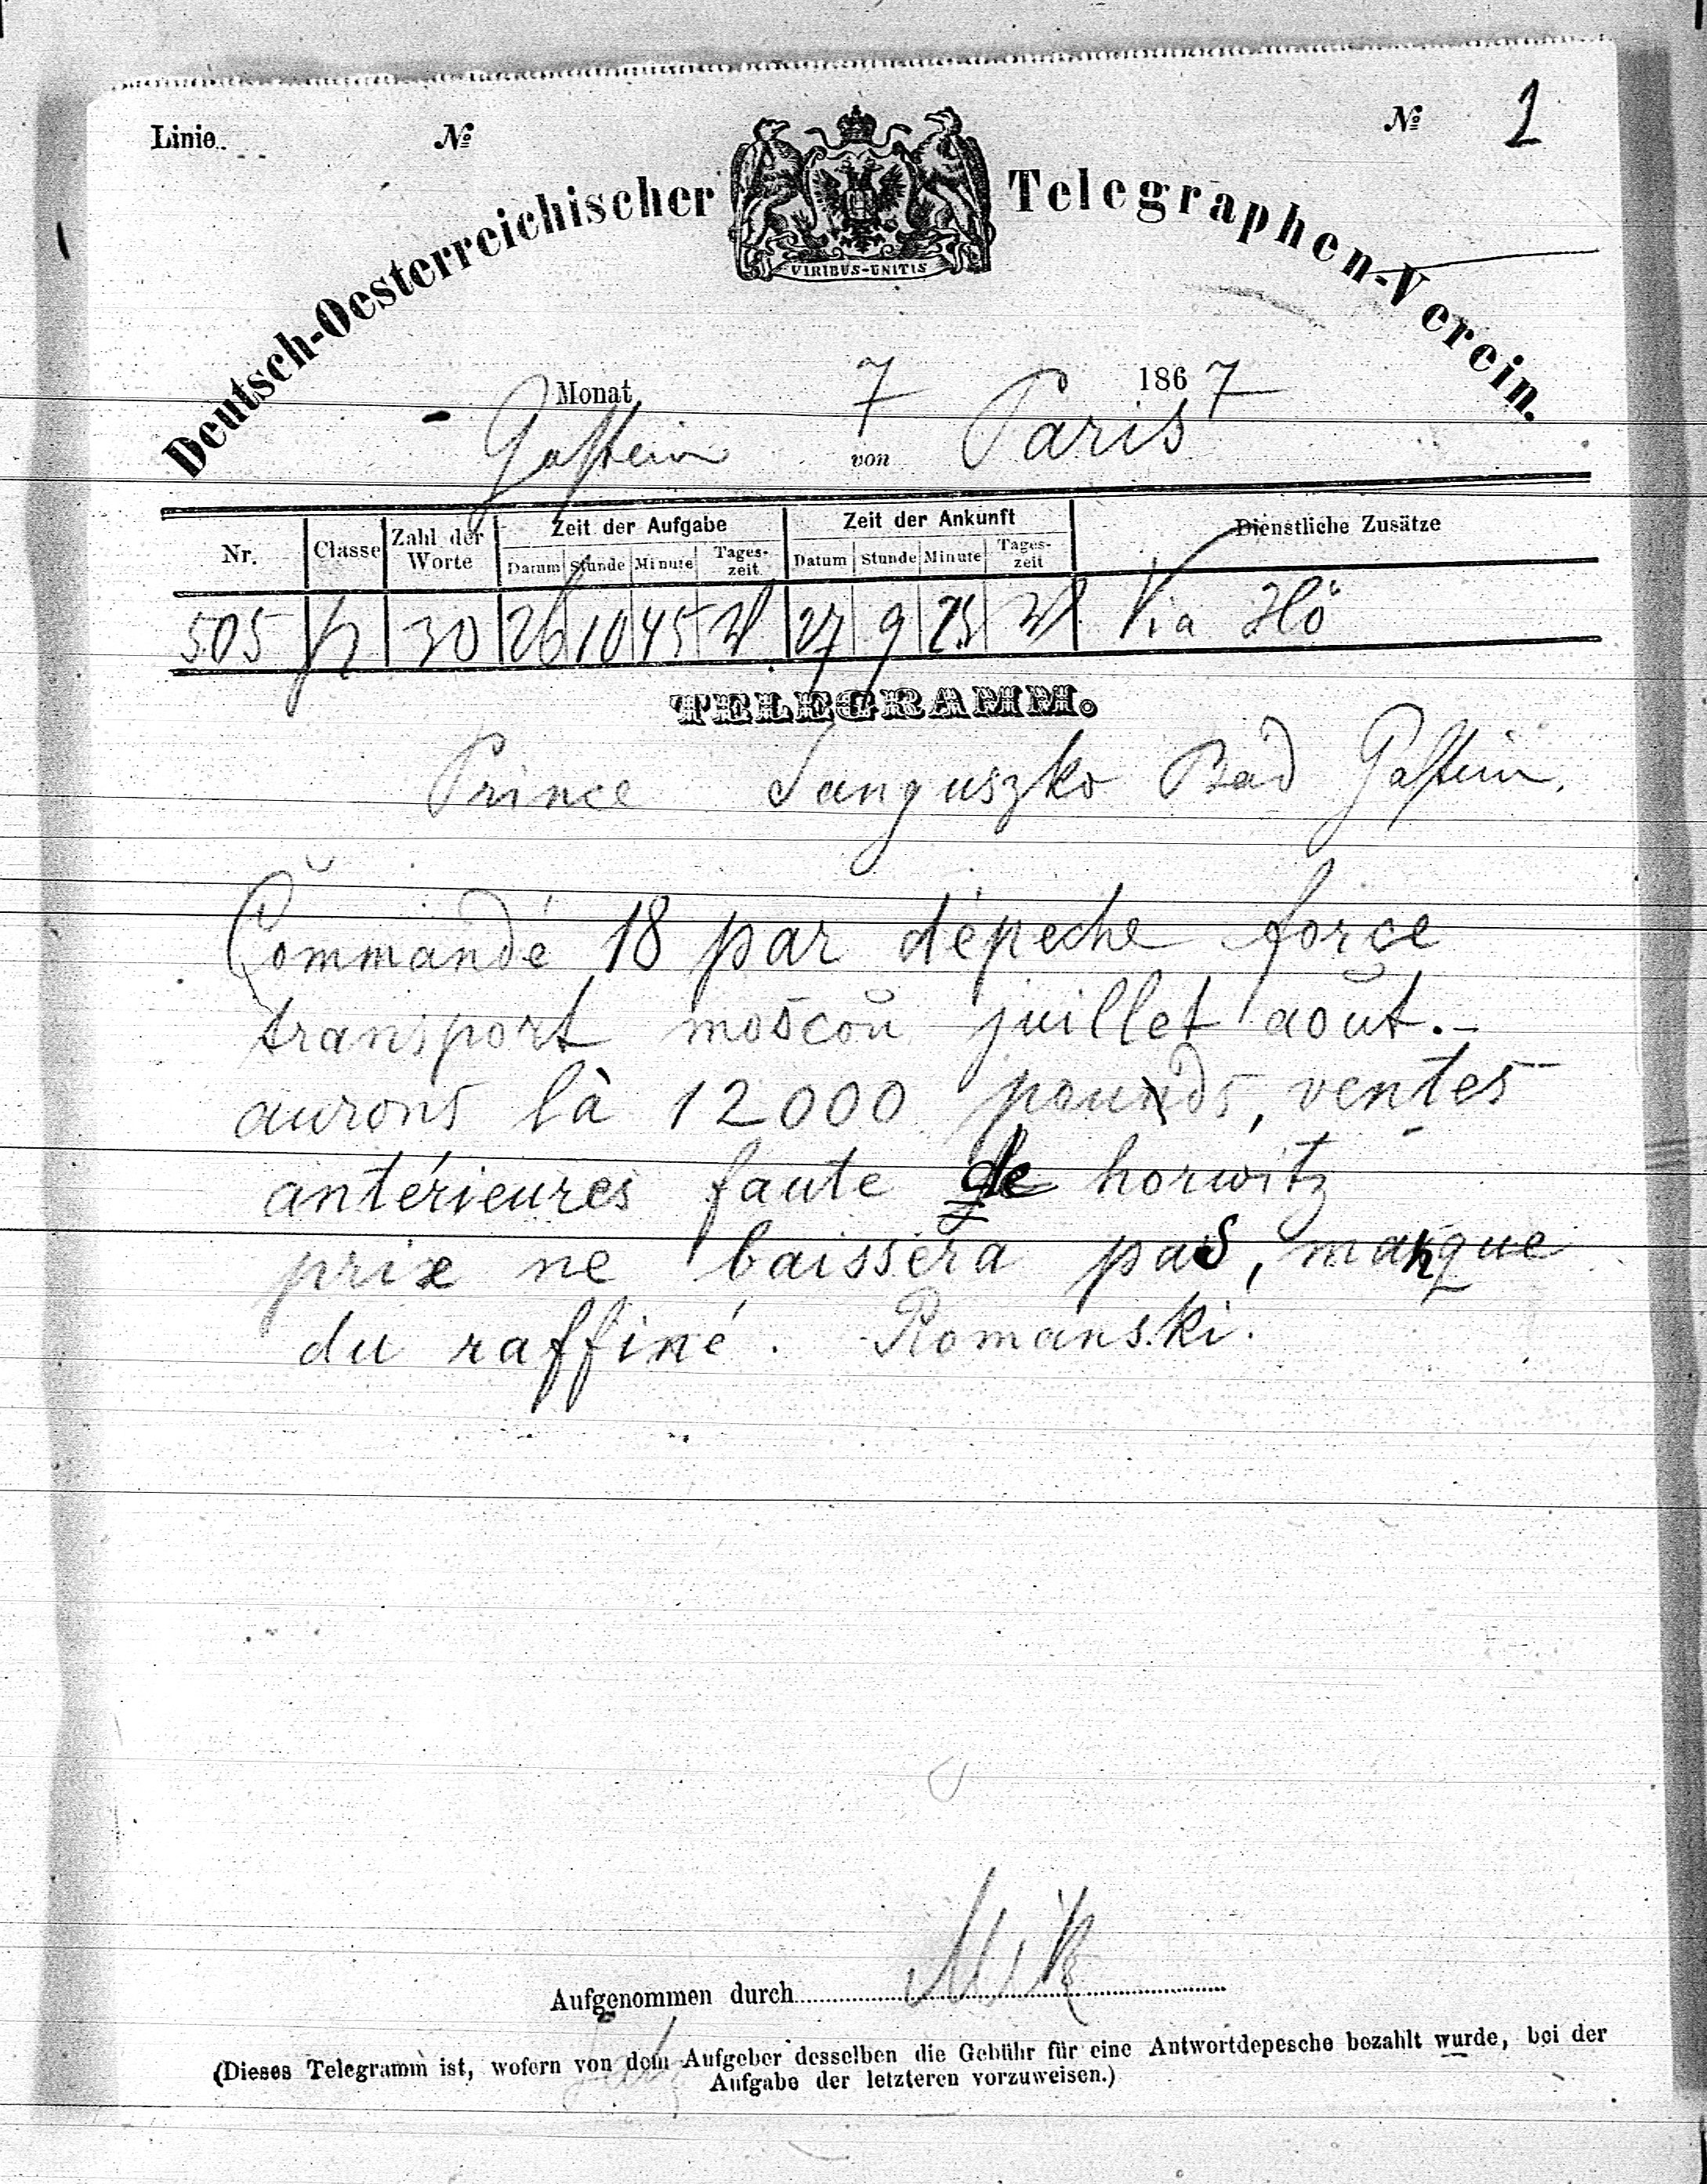 Linie. № № 1
Deutsch-Oesterreichischer Telegraphen-Verein.
VIRIBUS-UNITIS
Monat 7 1867
Gastein von Paris
Nr. Classe Zahl der Worte Zeit der Aufgabe Zeit der Ankunft Dienstliche Zusätze
Datum Stunde Minute Tages-zeit Datum Stunde Minute Tages-zeit
505 30 26 10 45 27 9 25 Via
TELEGRAMM.
Prince Sanguszko Bad Gastein.
Commandé 18 par dépeche force
transport moscou juillet août.-
aurons là 12000 pouds, ventes
antérieures faute de horwitz
prix ne baissera pas, manque
du raffiné. Romanski.
Aufgenommen durch
(Dieses Telegramm ist, wofern von dem Aufgeber desselben die Gebühr für eine Antwortdepesche bezahlt wurde, bei der
Aufgabe der letzteren vorzuweisen.)